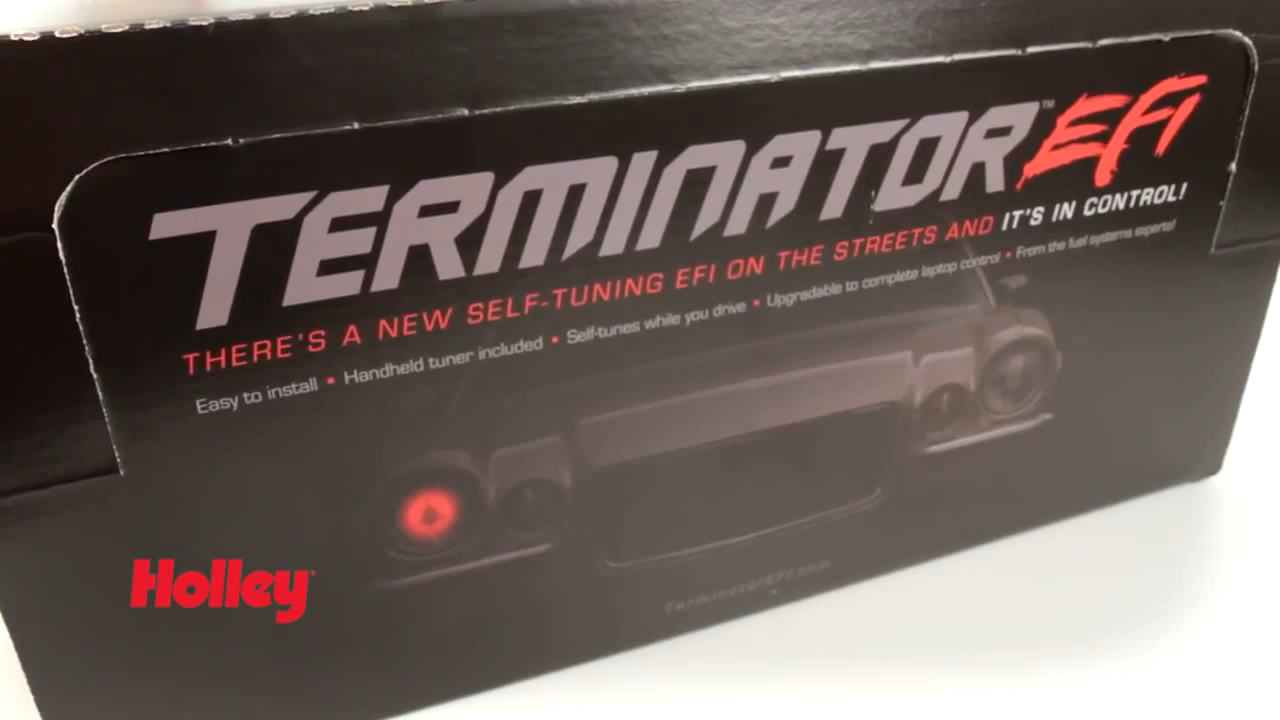 TERMINATOR™ EFI
THERE'S A NEW SELF-TUNING EFI ON THE STREETS AND IT'S IN CONTROL!
Easy to install • Handheld tuner included • Self-tunes while you drive • Upgradable to complete laptop control • From the fuel systems experts!
TerminatorEFI.com
Holley